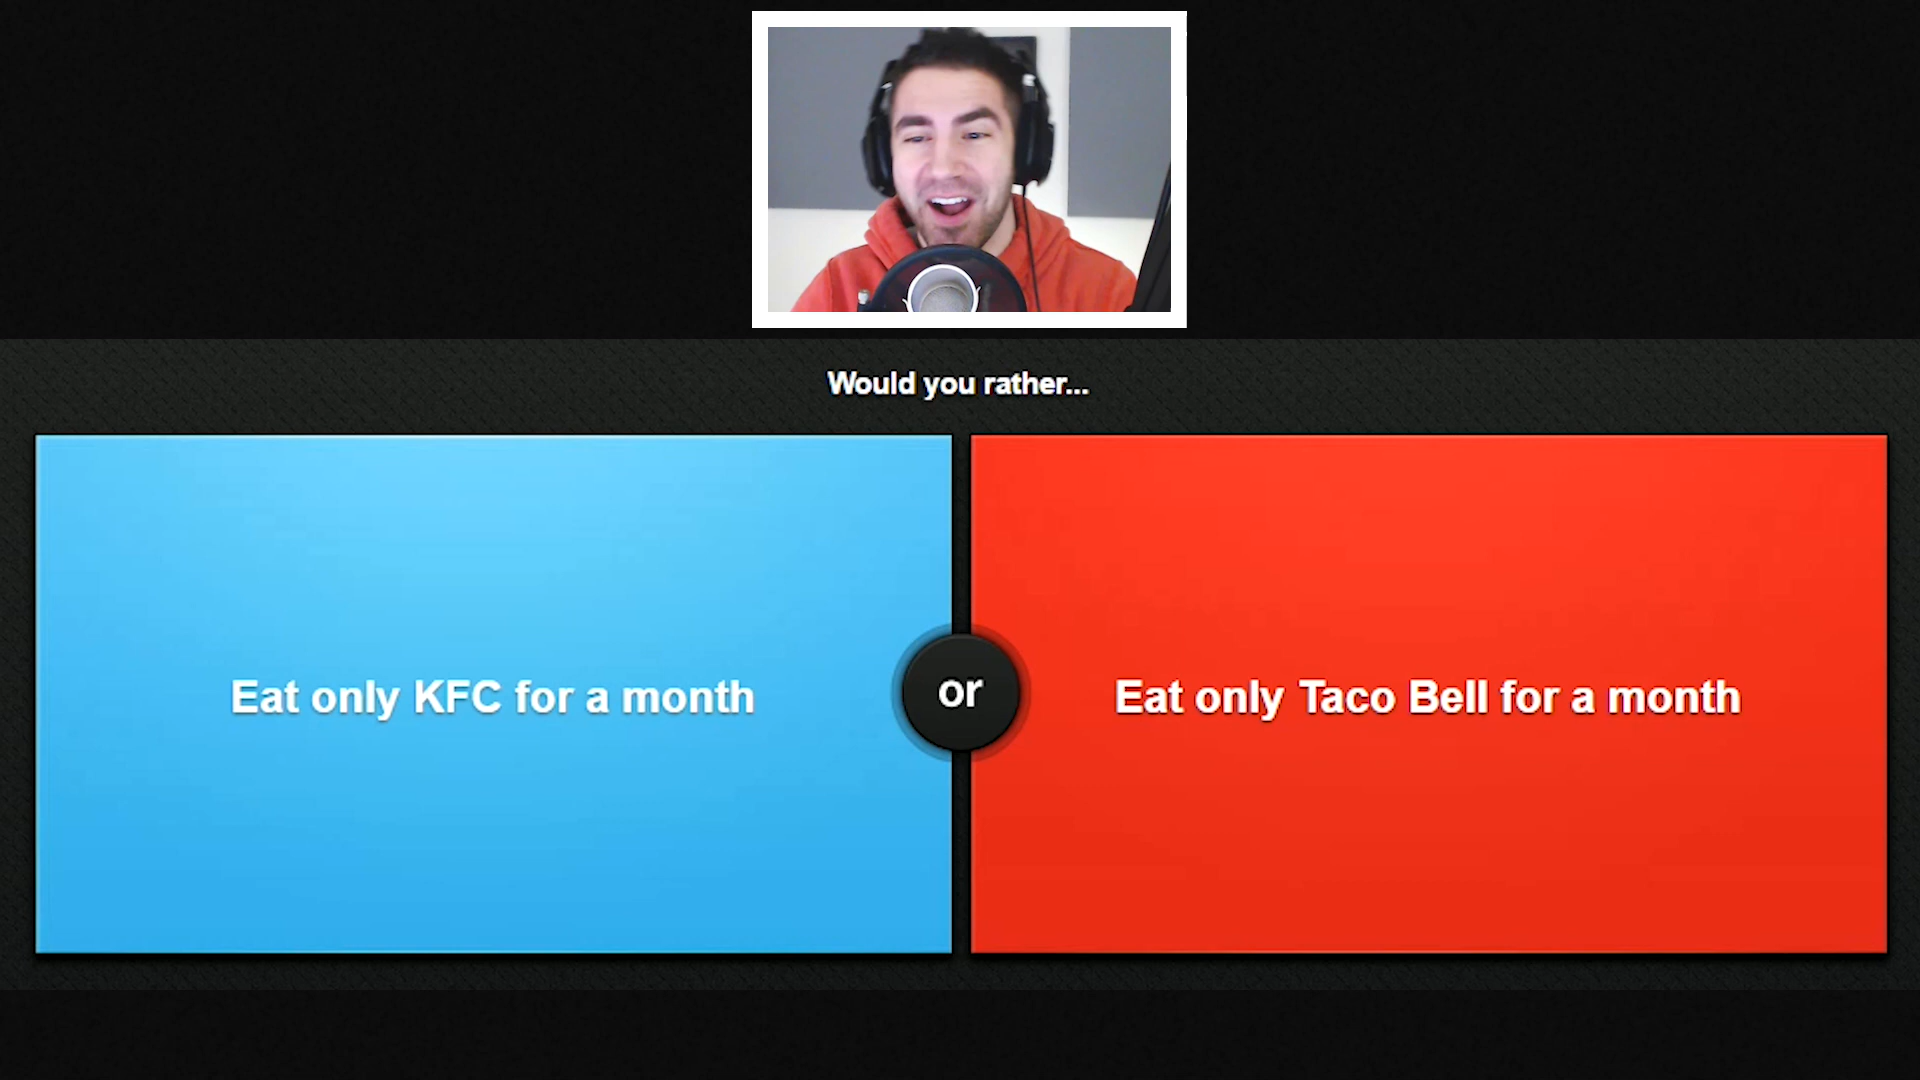 Would you rather...
Eat only KFC for a month
or
Eat only Taco Bell for a month